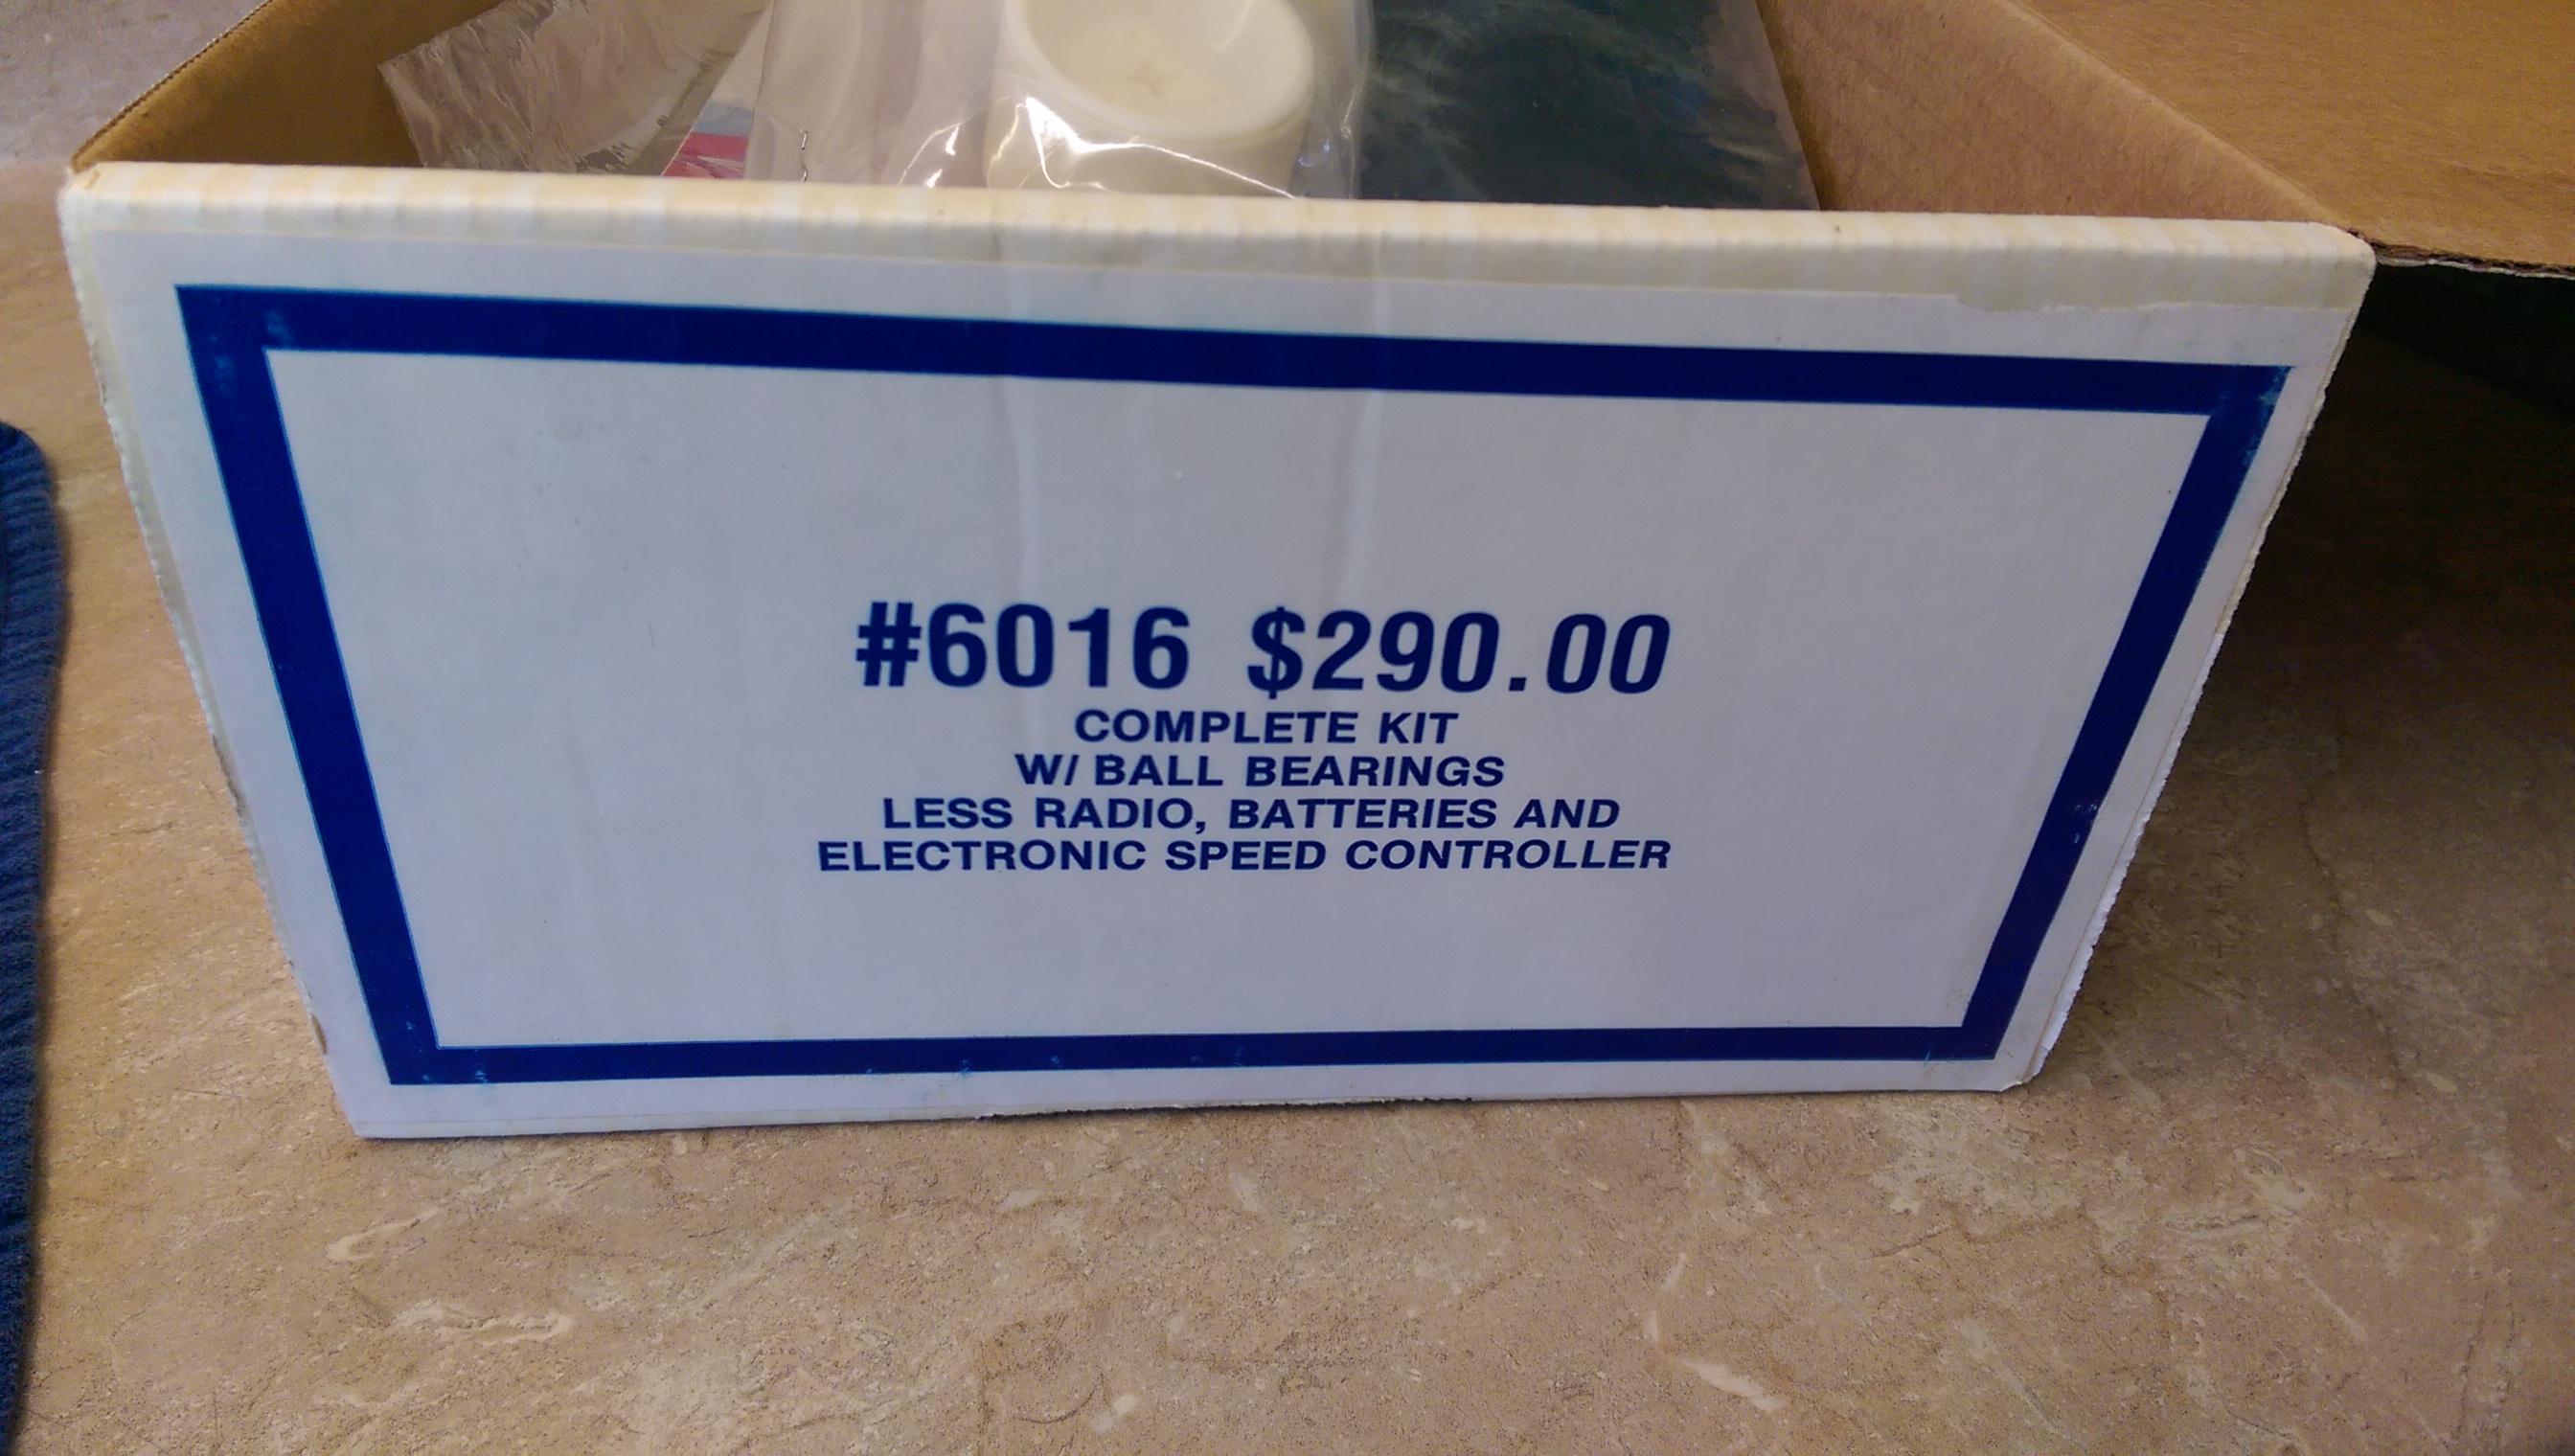 #6016 $290.00
COMPLETE KIT
W/ BALL BEARINGS
LESS RADIO, BATTERIES AND
ELECTRONIC SPEED CONTROLLER